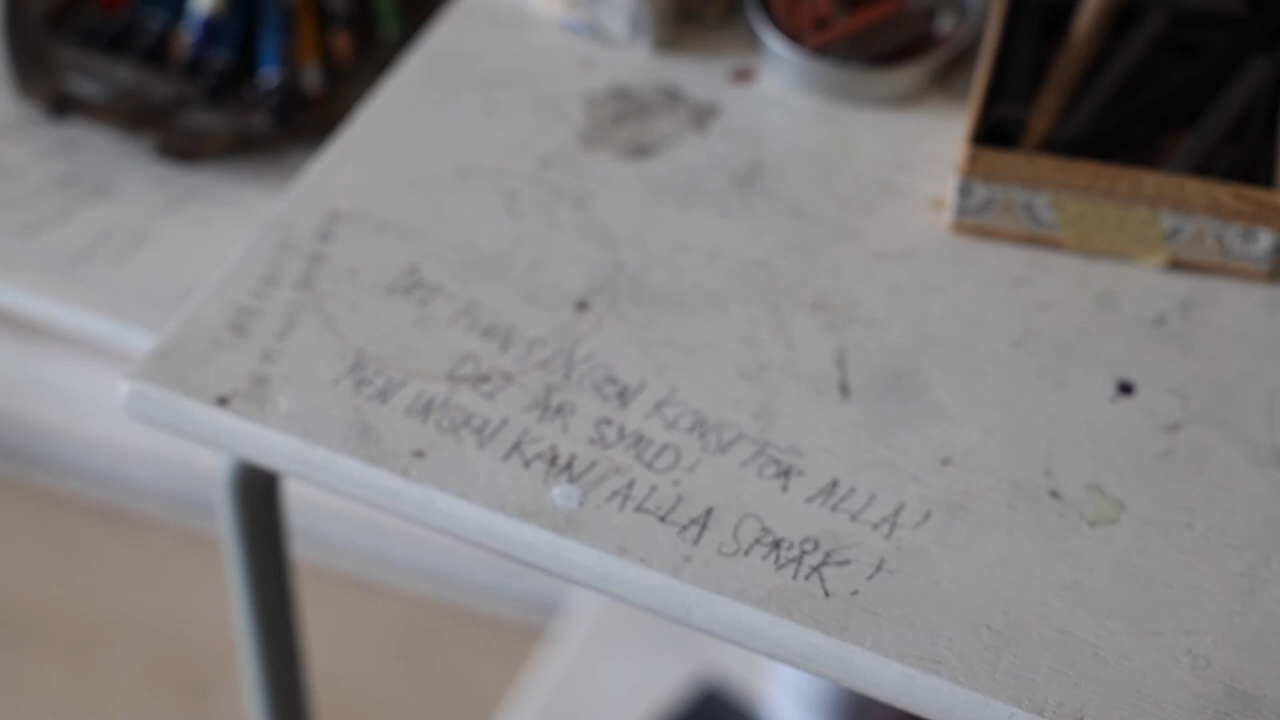 DET FINNS INGEN KONST FÖR ALLA!
DET ÄR SYND!
MEN INGEN KAN ALLA SPRÅK!